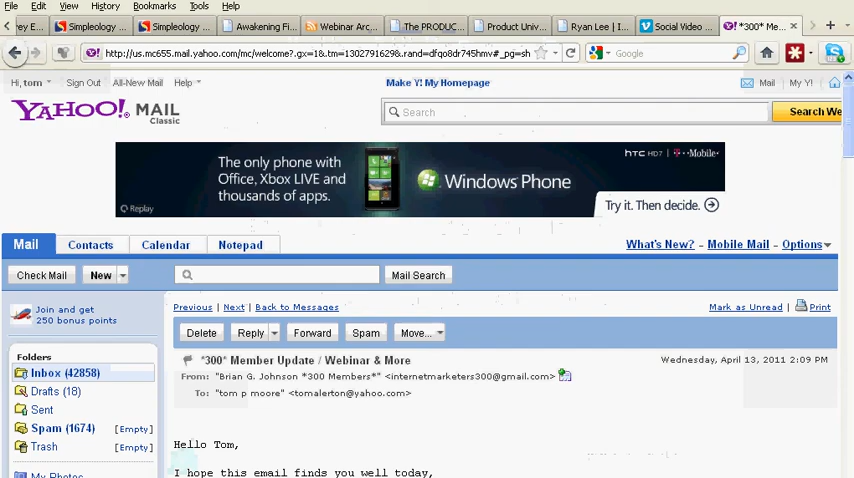 File Edit View History Bookmarks Tools Help
ey E... Simpleology ... Simpleology ... Awakening Fi... Webinar Arc... The PRODUC... Product Univ... Ryan Lee | I... Social Video ... *300* Me...
http://us.mc655.mail.yahoo.com/mc/welcome?.gx=1&.tm=1302791629&.rand=dfqo8dr745hmv#_pg=sh Google
Hi, tom Sign Out All-New Mail Help Make Y! My Homepage Mail My Y!
YAHOO! MAIL
Classic
Search Search We
The only phone with
Office, Xbox LIVE and
thousands of apps.
Replay
Windows Phone
HTC HD7 | T··Mobile·
Try it. Then decide.
Mail Contacts Calendar Notepad What's New? - Mobile Mail - Options
Check Mail New Mail Search
Join and get
250 bonus points
Previous | Next | Back to Messages Mark as Unread | Print
Delete Reply Forward Spam Move...
Folders
Inbox (42858)
Drafts (18)
Sent
Spam (1674) [Empty]
Trash [Empty]
My Photos
*300* Member Update / Webinar & More Wednesday, April 13, 2011 2:09 PM
From: "Brian G. Johnson *300 Members*" <internetmarketers300@gmail.com>
To: "tom p moore" <tomalerton@yahoo.com>
Hello Tom,
I hope this email finds you well today,